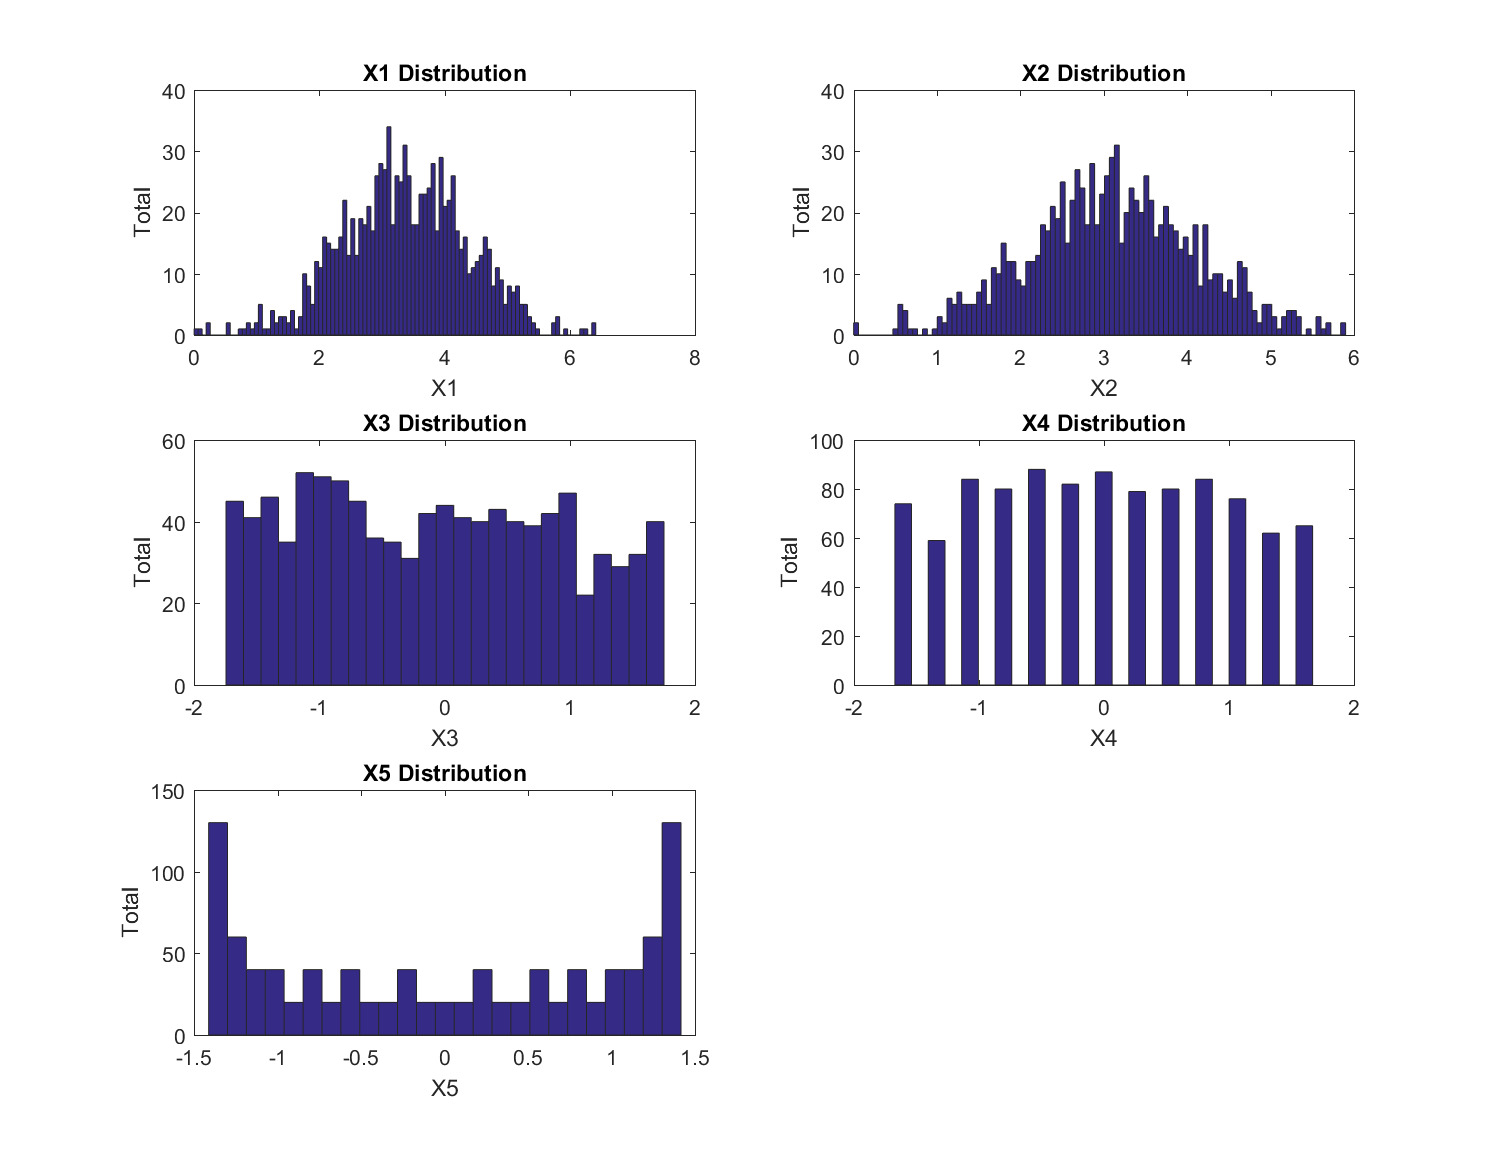 X1 Distribution
40
30
20
10
0
Total
0 2 4 6 8
X1
X2 Distribution
40
30
20
10
0
Total
0 1 2 3 4 5 6
X2
X3 Distribution
60
40
20
0
Total
-2 -1 0 1 2
X3
X4 Distribution
100
80
60
40
20
0
Total
-2 -1 0 1 2
X4
X5 Distribution
150
100
50
0
Total
-1.5 -1 -0.5 0 0.5 1 1.5
X5